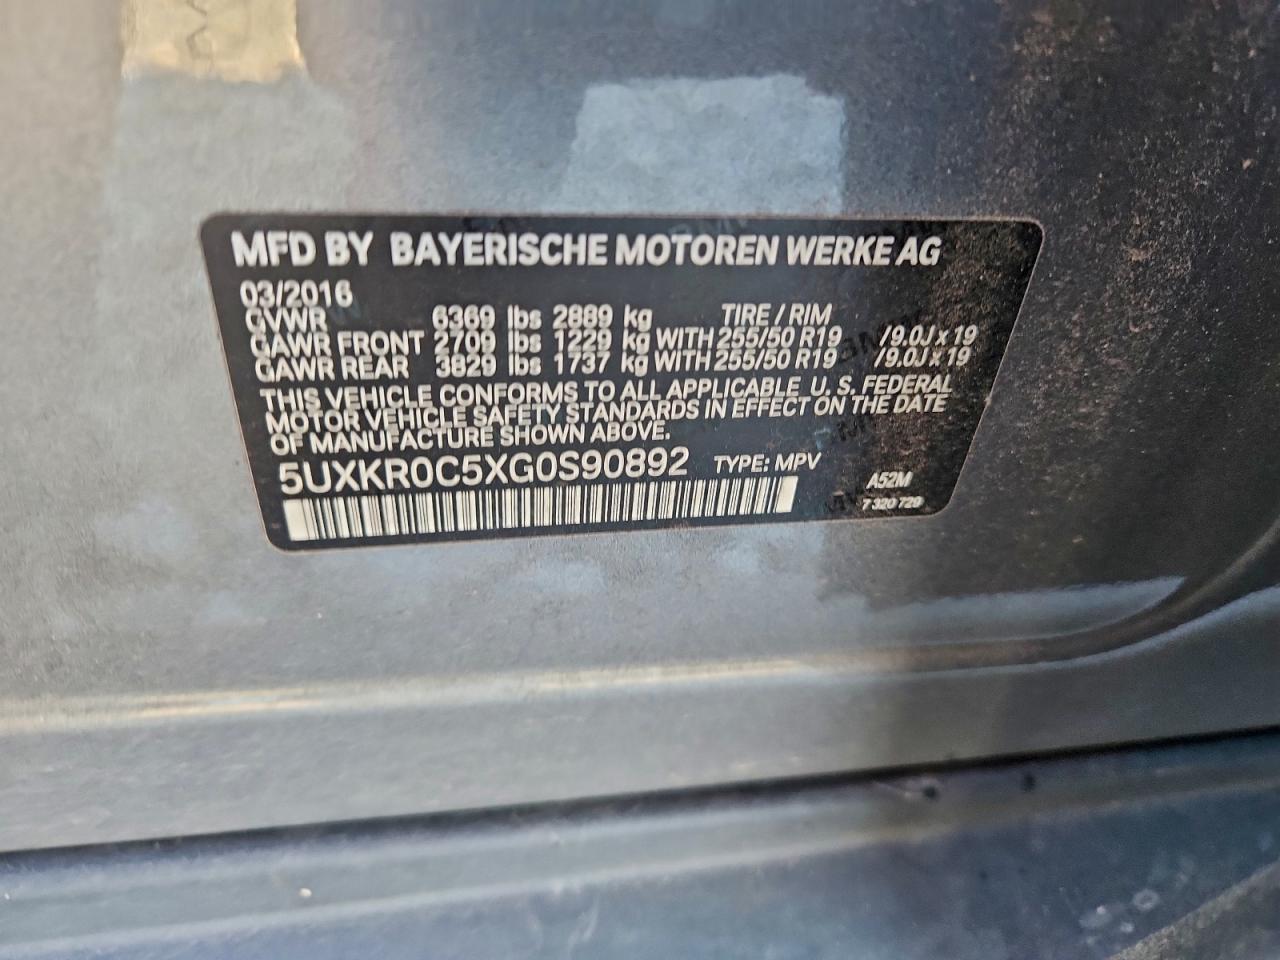 MFD BY BAYERISCHE MOTOREN WERKE AG
03/2016
GVWR 6369 lbs 2889 kg TIRE / RIM
GAWR FRONT 2709 lbs 1229 kg WITH 255/50 R19 /9.0J x 19
GAWR REAR 3829 lbs 1737 kg WITH 255/50 R19 /9.0J x 19
THIS VEHICLE CONFORMS TO ALL APPLICABLE U. S. FEDERAL
MOTOR VEHICLE SAFETY STANDARDS IN EFFECT ON THE DATE
OF MANUFACTURE SHOWN ABOVE.
5UXKR0C5XG0S90892 TYPE: MPV
A52M
7 320 720